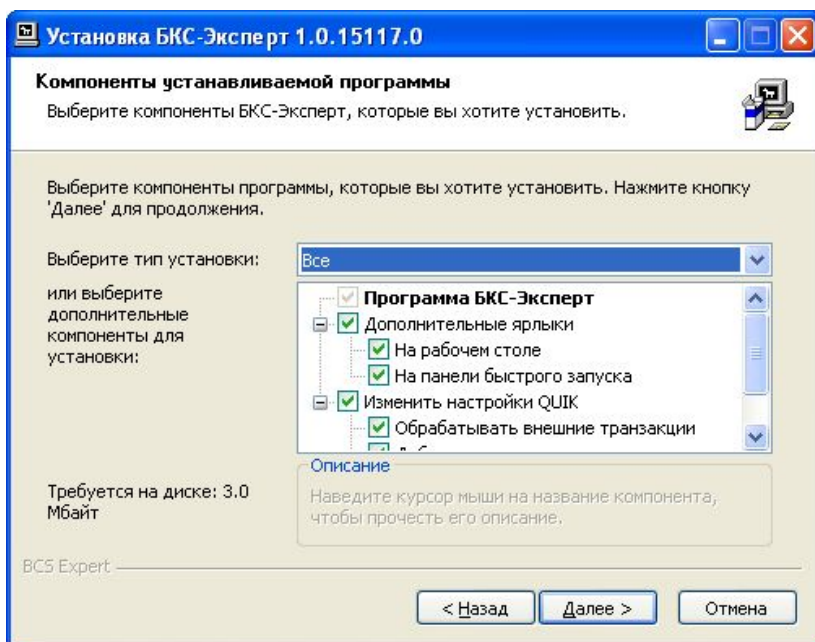 Установка БКС-Эксперт 1.0.15117.0
Компоненты устанавливаемой программы
Выберите компоненты БКС-Эксперт, которые вы хотите установить.
Выберите компоненты программы, которые вы хотите установить. Нажмите кнопку
'Далее' для продолжения.
Выберите тип установки:
Все
или выберите
дополнительные
компоненты для
установки:
Программа БКС-Эксперт
Дополнительные ярлыки
На рабочем столе
На панели быстрого запуска
Изменить настройки QUIK
Обрабатывать внешние транзакции
Описание
Наведите курсор мыши на название компонента,
чтобы прочесть его описание.
Требуется на диске: 3.0
Мбайт
BCS Expert
< Назад
Далее >
Отмена